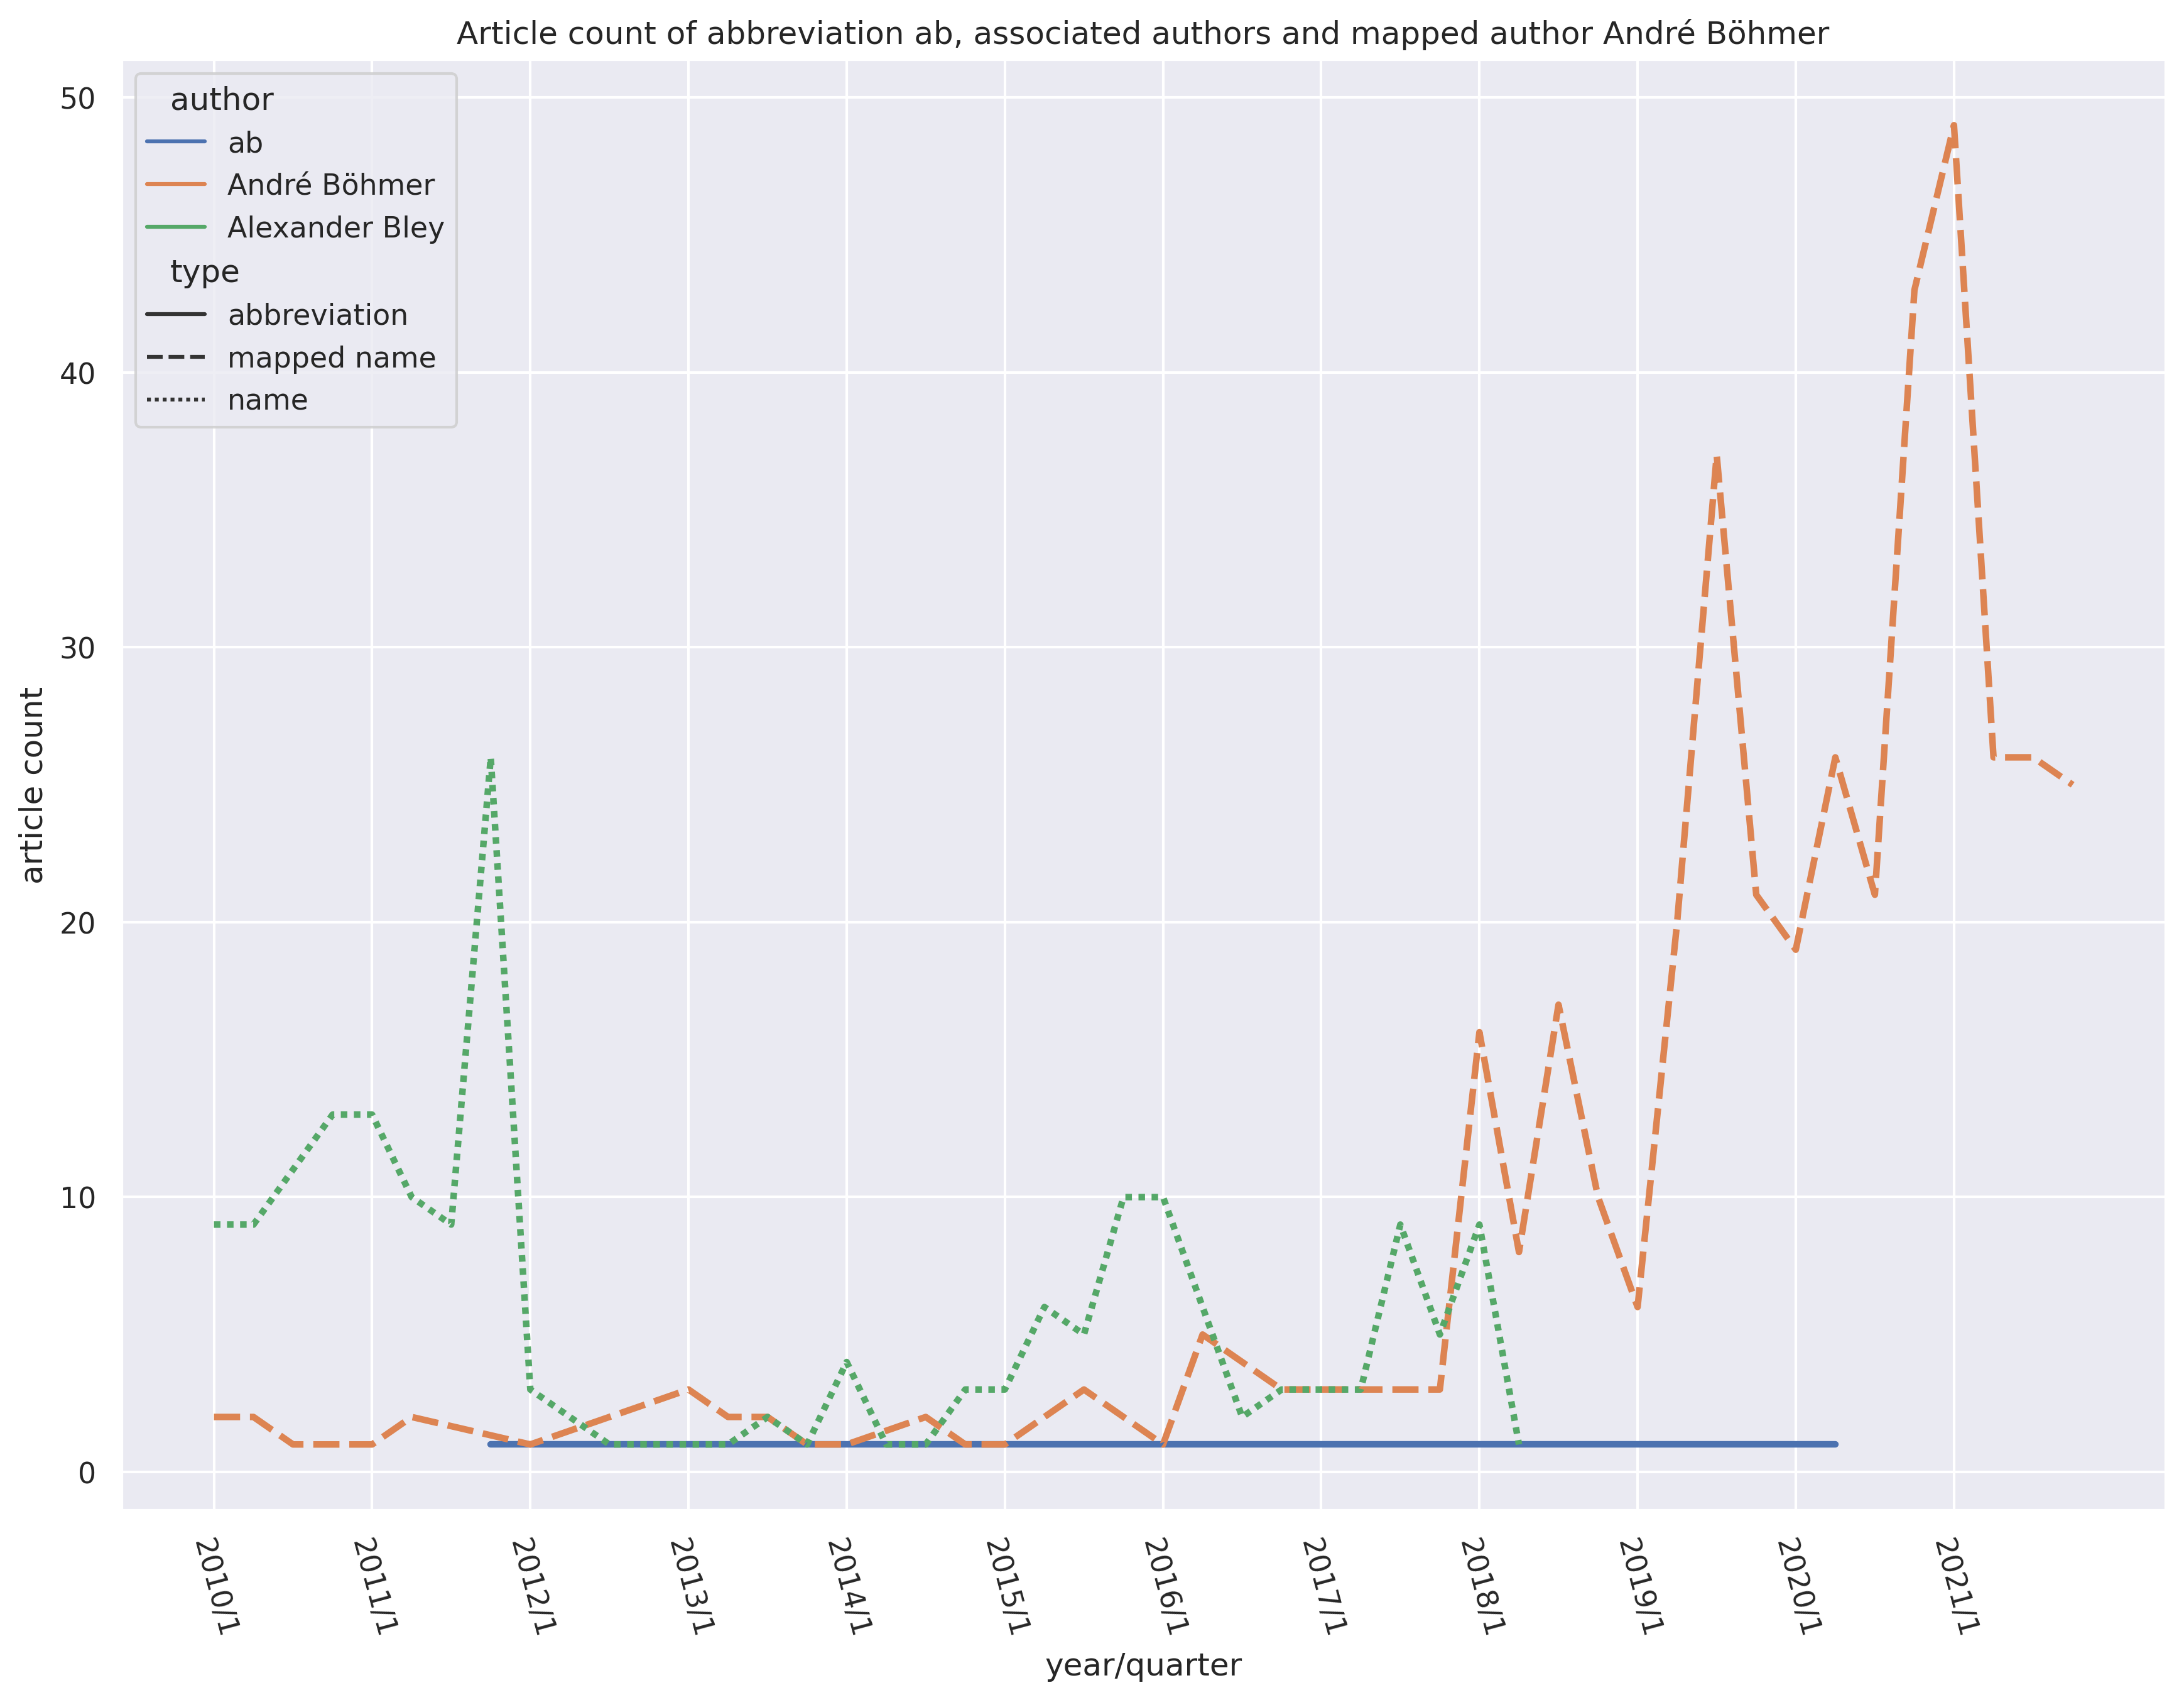 Article count of abbreviation ab, associated authors and mapped author André Böhmer
author
ab
André Böhmer
Alexander Bley
type
abbreviation
mapped name
name
50
40
30
20
10
0
article count
2010/1
2011/1
2012/1
2013/1
2014/1
2015/1
2016/1
2017/1
2018/1
2019/1
2020/1
2021/1
year/quarter